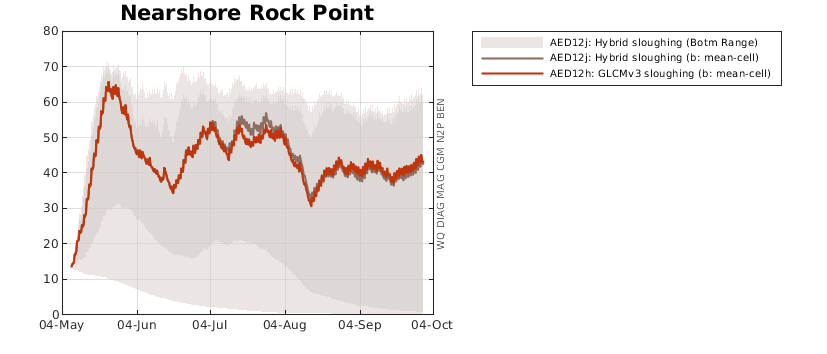 Nearshore Rock Point
80
70
60
50
40
30
20
10
0
04-May
04-Jun
04-Jul
04-Aug
04-Sep
04-Oct
WQ DIAG MAG CGM N2P BEN
AED12j: Hybrid sloughing (Botm Range)
AED12j: Hybrid sloughing (b: mean-cell)
AED12h: GLCMv3 sloughing (b: mean-cell)